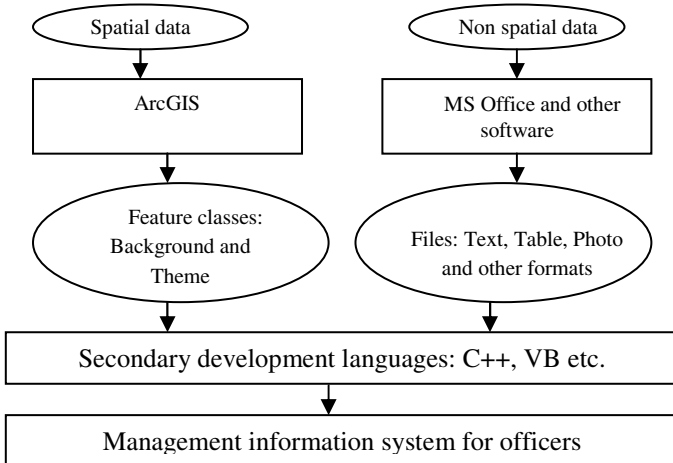 Spatial data
Non spatial data
ArcGIS
MS Office and other
software
Feature classes:
Background and
Theme
Files: Text, Table, Photo
and other formats
Secondary development languages: C++, VB etc.
Management information system for officers